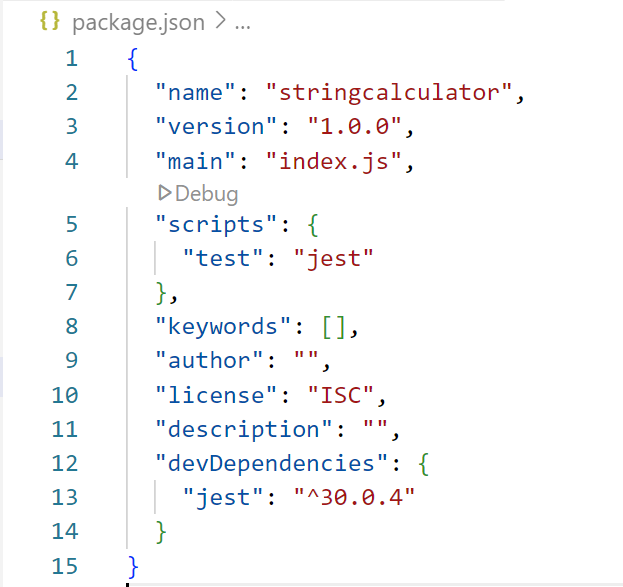 {} package.json > ...
1 {
2 "name": "stringcalculator",
3 "version": "1.0.0",
4 "main": "index.js",
Debug
5 "scripts": {
6 "test": "jest"
7 },
8 "keywords": [],
9 "author": "",
10 "license": "ISC",
11 "description": "",
12 "devDependencies": {
13 "jest": "^30.0.4"
14 }
15 }